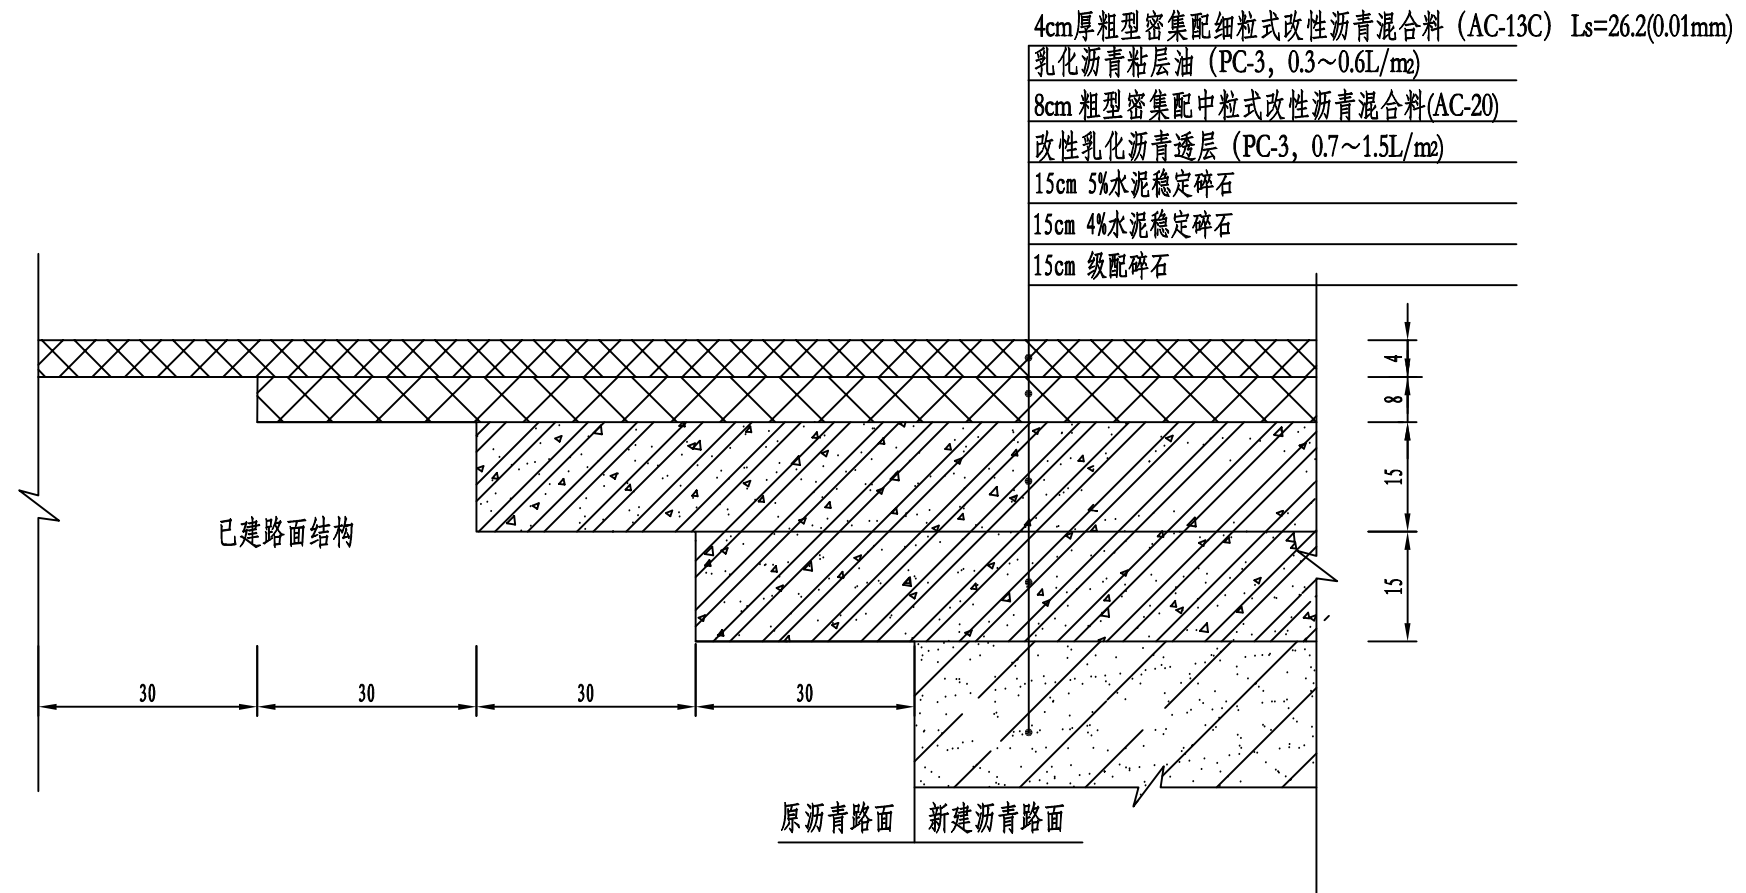 4cm厚粗型密集配细粒式改性沥青混合料（AC-13C） Ls=26.2(0.01mm)
乳化沥青粘层油（PC-3，0.3～0.6L/m2)
8cm 粗型密集配中粒式改性沥青混合料(AC-20)
改性乳化沥青透层（PC-3，0.7～1.5L/m2)
15cm 5%水泥稳定碎石
15cm 4%水泥稳定碎石
15cm 级配碎石
4
8
15
已建路面结构
15
30 30 30 30
原沥青路面 新建沥青路面